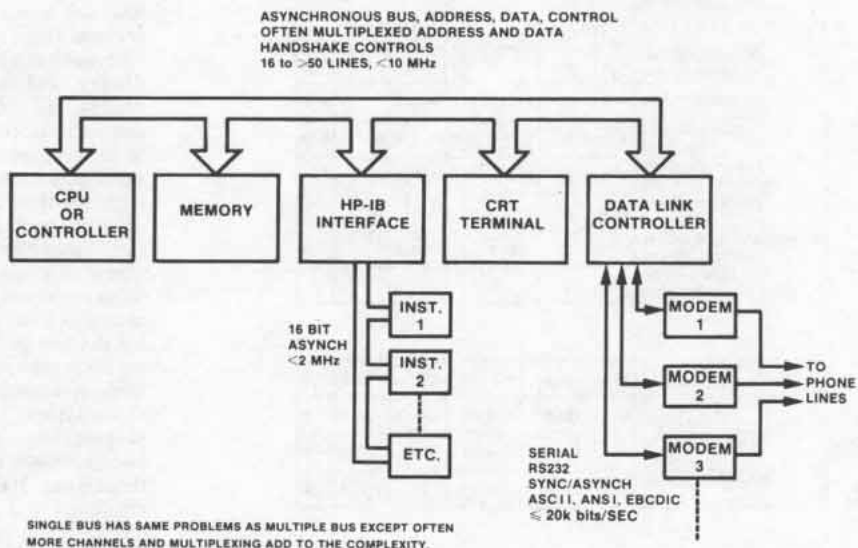 ASYNCHRONOUS BUS, ADDRESS, DATA, CONTROL
OFTEN MULTIPLEXED ADDRESS AND DATA
HANDSHAKE CONTROLS
16 to >50 LINES, <10 MHz
CPU
OR
CONTROLLER
MEMORY
HP-IB
INTERFACE
CRT
TERMINAL
DATA LINK
CONTROLLER
16 BIT
ASYNCH
<2 MHz
INST.
1
INST.
2
ETC.
MODEM
1
MODEM
2
MODEM
3
TO
PHONE
LINES
SERIAL
RS232
SYNC/ASYNCH
ASCII, ANSI, EBCDIC
≤ 20k bits/SEC
SINGLE BUS HAS SAME PROBLEMS AS MULTIPLE BUS EXCEPT OFTEN
MORE CHANNELS AND MULTIPLEXING ADD TO THE COMPLEXITY.